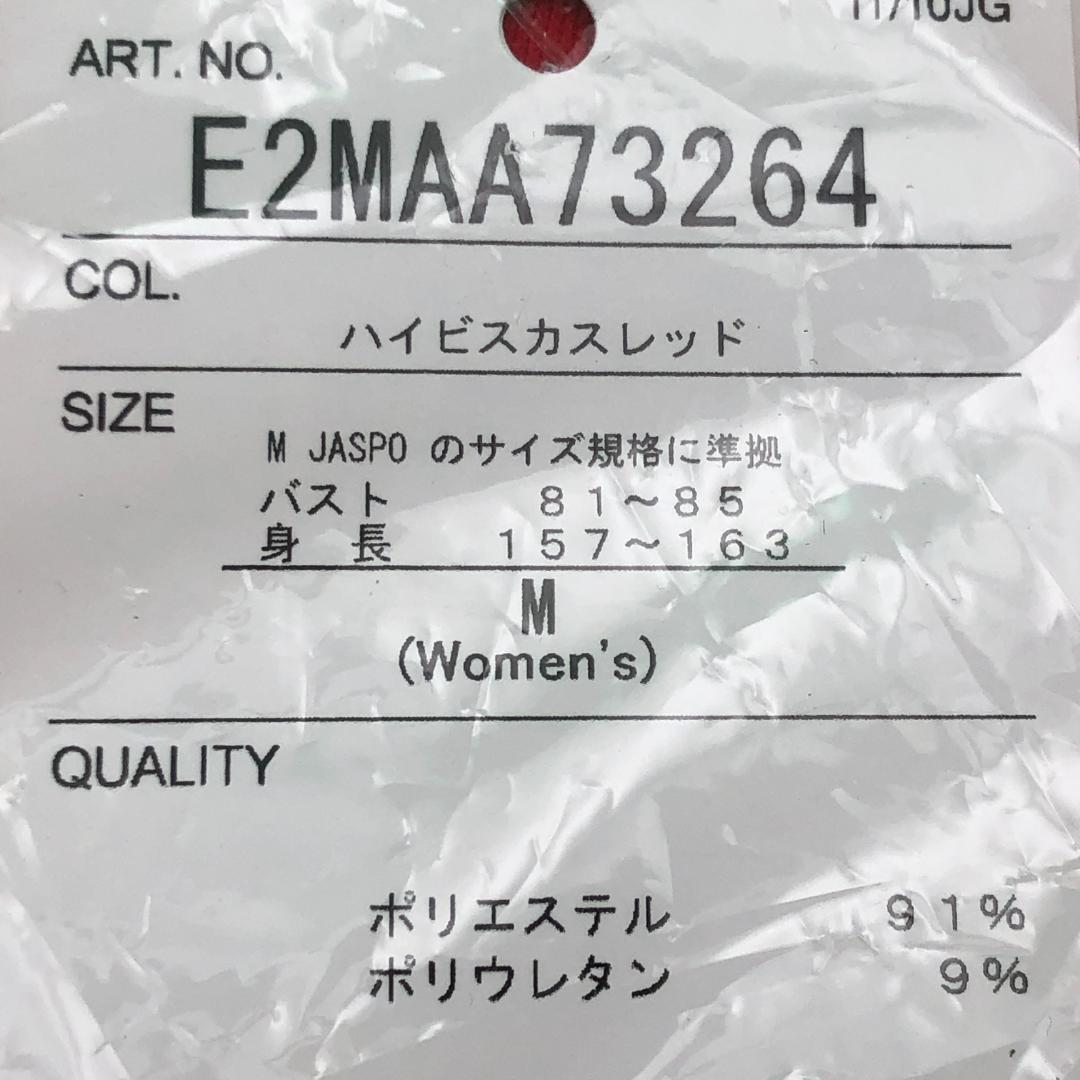 ART. NO.
E2MAA73264
COL.
ハイビスカスレッド
SIZE
M JASPO のサイズ規格に準拠
バスト　81～85
身　長　157～163
M
(Women's)
QUALITY
ポリエステル　91%
ポリウレタン　9%